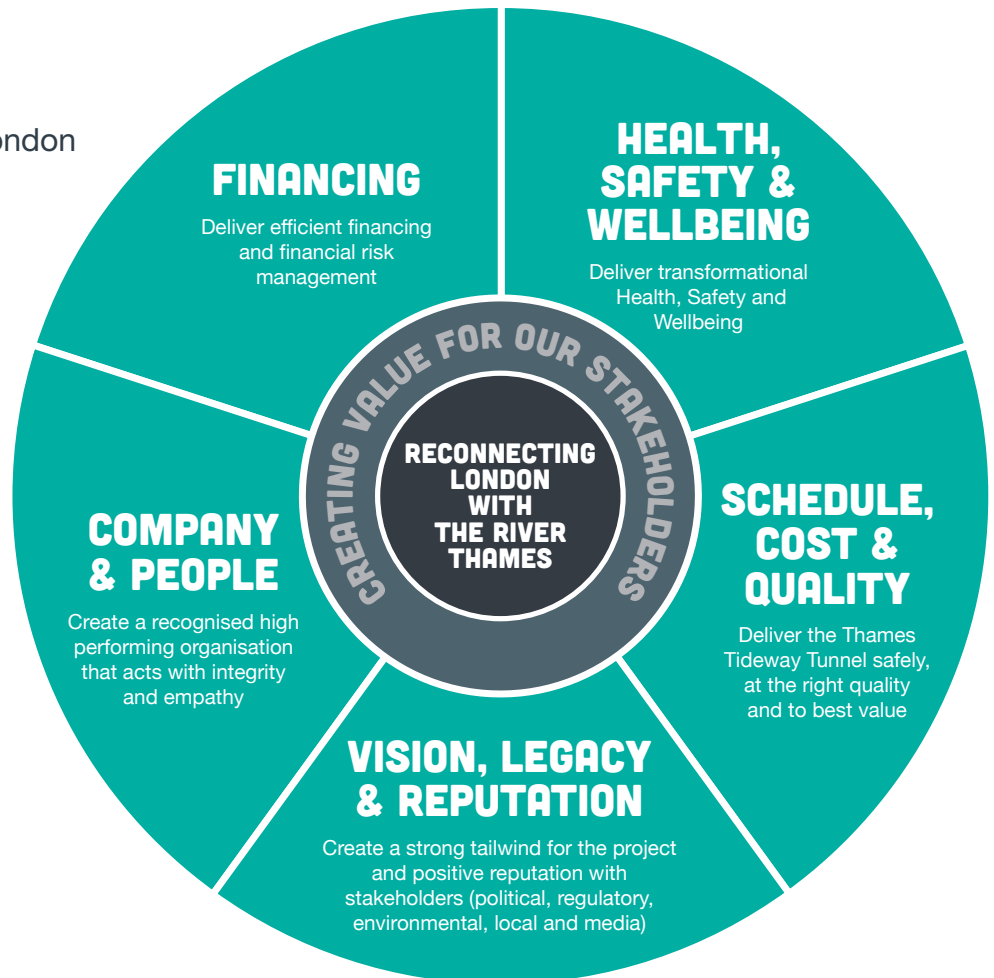 FINANCING
Deliver efficient financing
and financial risk
management
HEALTH,
SAFETY &
WELLBEING
Deliver transformational
Health, Safety and
Wellbeing
SCHEDULE,
COST &
QUALITY
Deliver the Thames
Tideway Tunnel safely,
at the right quality
and to best value
VISION, LEGACY
& REPUTATION
Create a strong tailwind for the project
and positive reputation with
stakeholders (political, regulatory,
environmental, local and media)
COMPANY
& PEOPLE
Create a recognised high
performing organisation
that acts with integrity
and empathy
CREATING VALUE FOR OUR STAKEHOLDERS
RECONNECTING
LONDON
WITH
THE RIVER
THAMES